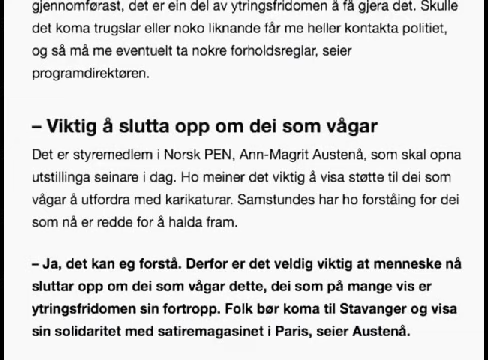 gjennomførast, det er ein del av ytringsfridomen å få gjera det. Skulle
det koma trugslar eller noko liknande får me heller kontakta politiet,
og så må me eventuelt ta nokre forholdsreglar, seier
programdirektøren.
– Viktig å slutta opp om dei som vågar
Det er styremedlem i Norsk PEN, Ann-Magrit Austenå, som skal opna
utstillinga seinare i dag. Ho meiner det viktig å visa støtte til dei som
vågar å utfordra med karikaturar. Samstundes har ho forståing for dei
som nå er redde for å halda fram.
– Ja, det kan eg forstå. Derfor er det veldig viktig at menneske nå
sluttar opp om dei som vågar dette, dei som på mange vis er
ytringsfridomen sin fortropp. Folk bør koma til Stavanger og visa
sin solidaritet med satiremagasinet i Paris, seier Austenå.